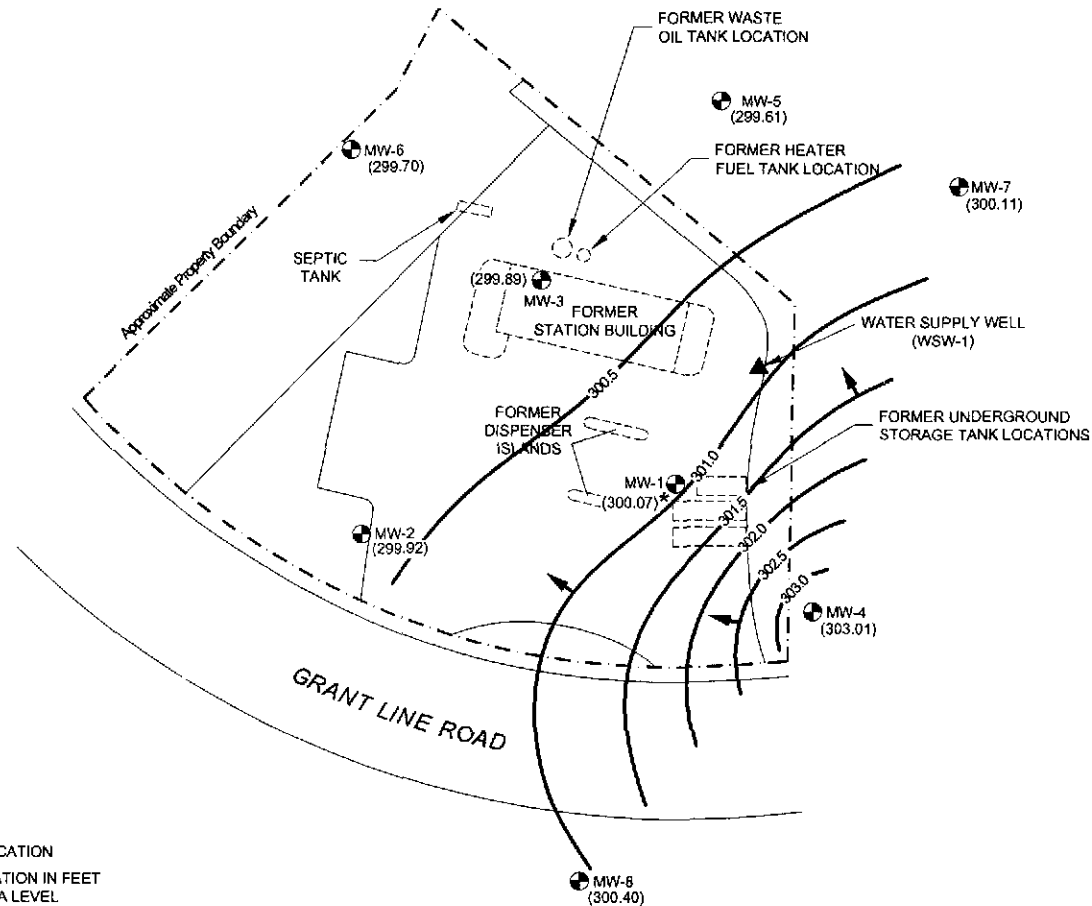 FORMER WASTE
OIL TANK LOCATION
MW-5
(299.61)
MW-6
(299.70)
FORMER HEATER
FUEL TANK LOCATION
MW-7
(300.11)
Approximate Property Boundary
SEPTIC
TANK
(299.89)
MW-3
FORMER
STATION BUILDING
WATER SUPPLY WELL
(WSW-1)
300.5
FORMER
DISPENSER
ISLANDS
FORMER UNDERGROUND
STORAGE TANK LOCATIONS
301.0
MW-1
(300.07)*
301.5
302.0
302.5
303.0
MW-2
(299.92)
MW-4
(303.01)
GRANT LINE ROAD
CATION
ATION IN FEET
A LEVEL
MW-8
(300.40)